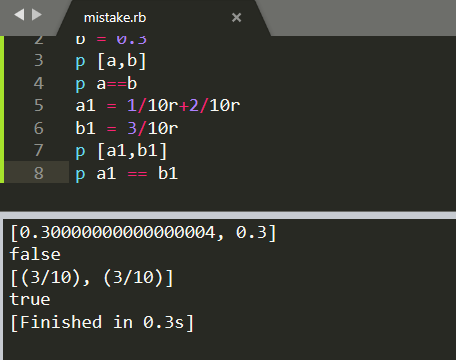 mistake.rb
2 b = 0.3
3 p [a,b]
4 p a==b
5 a1 = 1/10r+2/10r
6 b1 = 3/10r
7 p [a1,b1]
8 p a1 == b1
[0.30000000000000004, 0.3]
false
[(3/10), (3/10)]
true
[Finished in 0.3s]